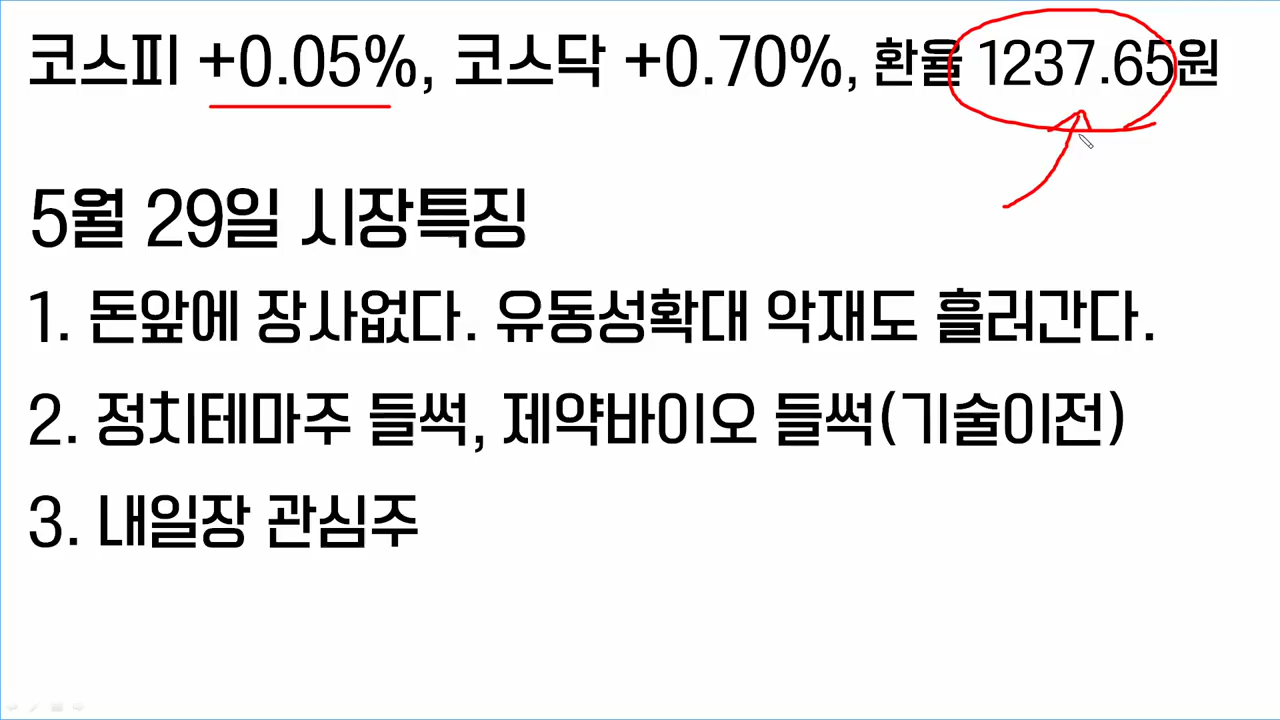 코스피 +0.05%, 코스닥 +0.70%, 환율 1237.65원
5월 29일 시장특징
1. 돈앞에 장사없다. 유동성확대 악재도 흘러간다.
2. 정치테마주 들썩, 제약바이오 들썩(기술이전)
3. 내일장 관심주